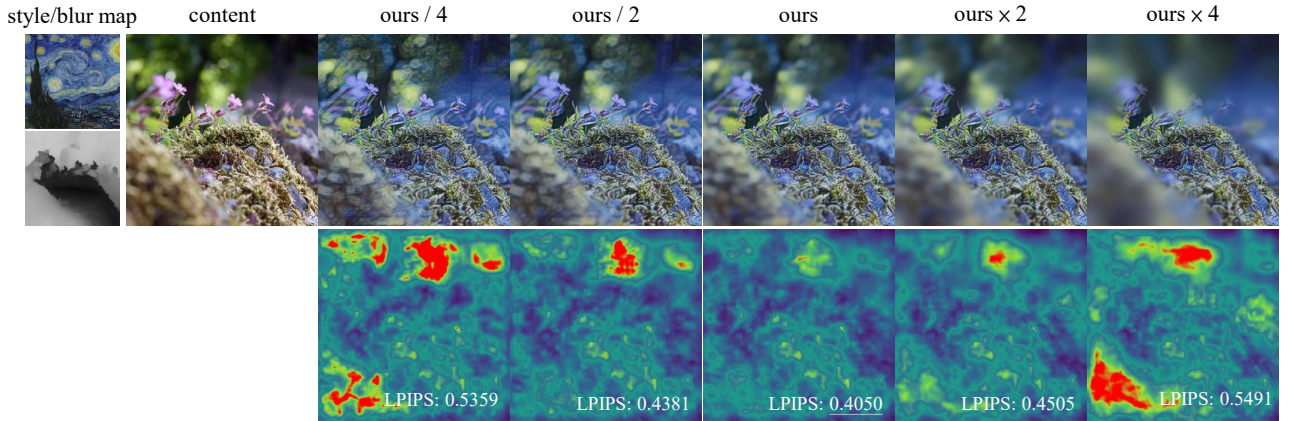 style/blur map content ours / 4 ours / 2 ours ours × 2 ours × 4
LPIPS: 0.5359 LPIPS: 0.4381 LPIPS: 0.4050 LPIPS: 0.4505 LPIPS: 0.5491